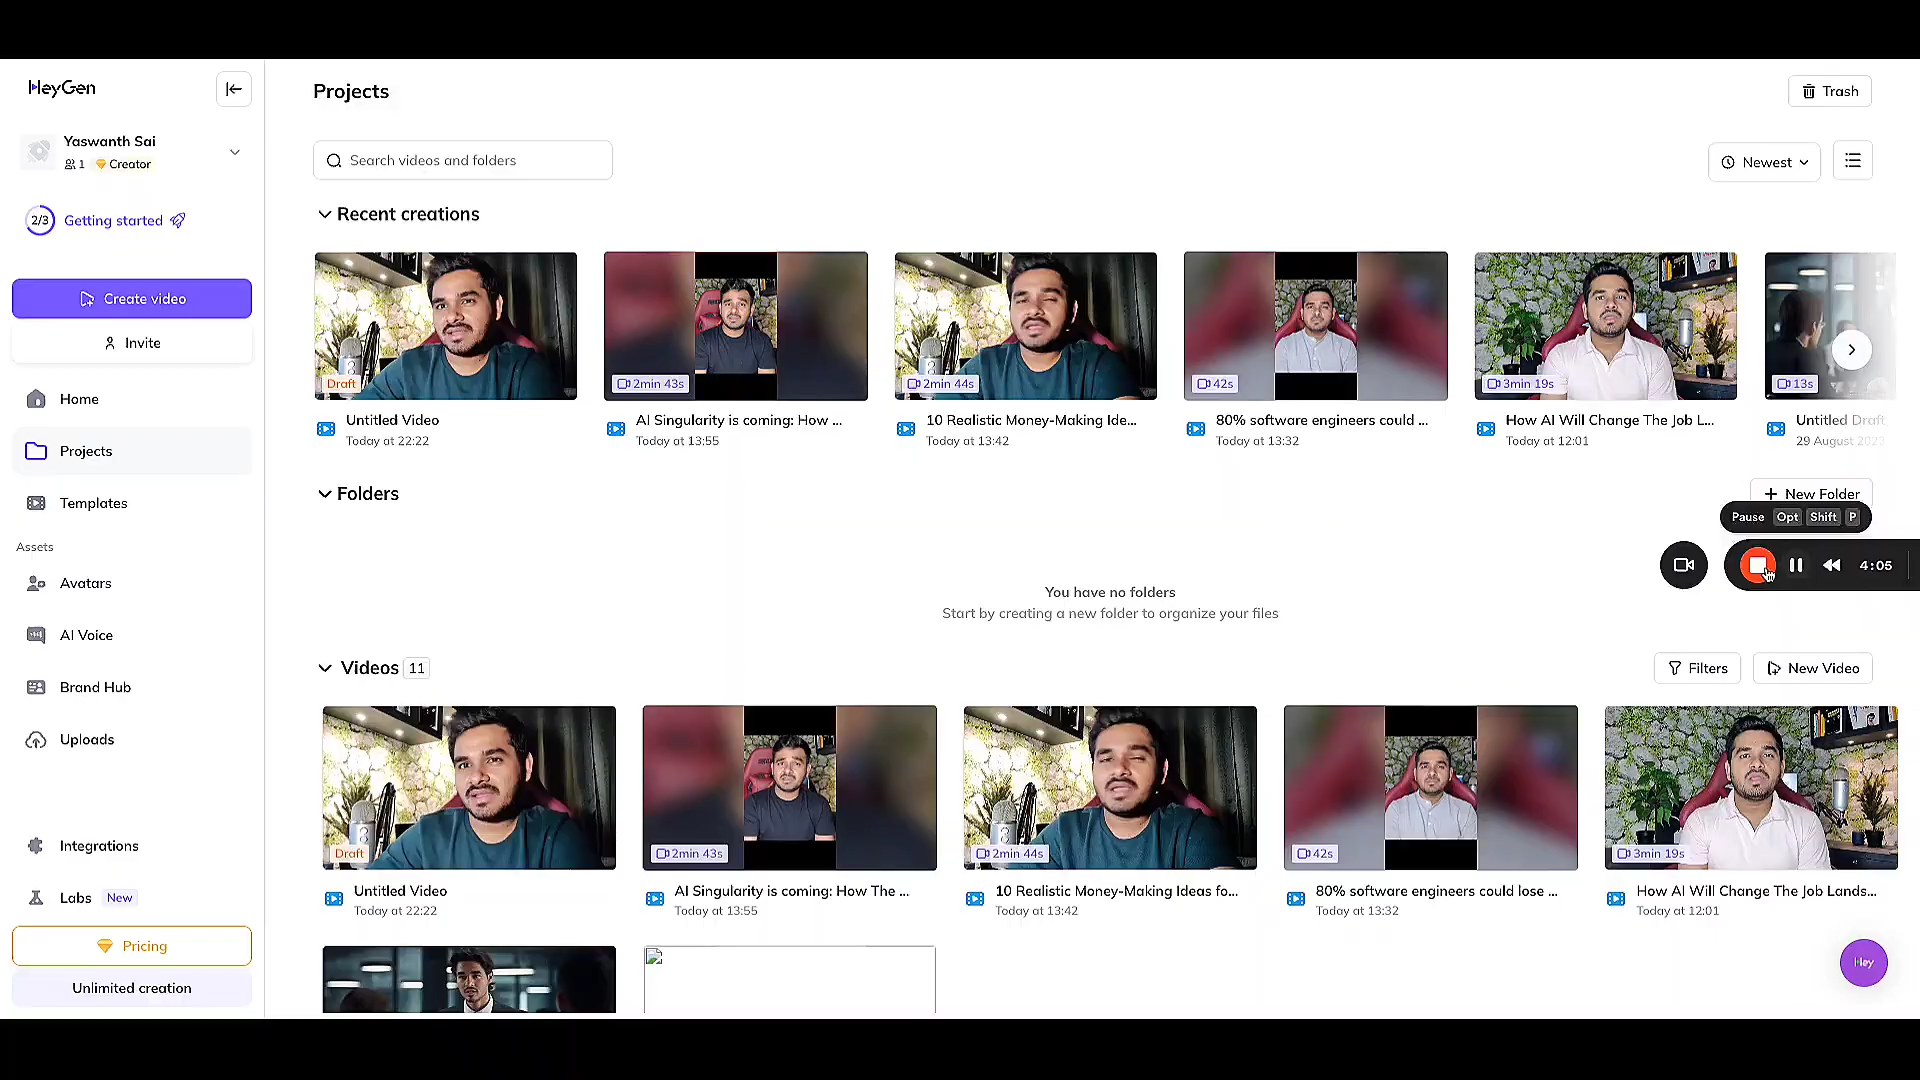 HeyGen
Yaswanth Sai
1 Creator
2/3 Getting started
Create video
Invite
Home
Projects
Templates
Assets
Avatars
AI Voice
Brand Hub
Uploads
Integrations
Labs New
Pricing
Unlimited creation
Projects
Trash
Search videos and folders
Newest
Recent creations
Draft
2min 43s
2min 44s
42s
3min 19s
13s
Untitled Video
Today at 22:22
AI Singularity is coming: How ...
Today at 13:55
10 Realistic Money-Making Ide...
Today at 13:42
80% software engineers could ...
Today at 13:32
How AI Will Change The Job L...
Today at 12:01
Untitled Draft
29 August
Folders
New Folder
Pause Opt Shift P
4:05
You have no folders
Start by creating a new folder to organize your files
Videos 11
Filters
New Video
Draft
2min 43s
2min 44s
42s
3min 19s
Untitled Video
Today at 22:22
AI Singularity is coming: How The ...
Today at 13:55
10 Realistic Money-Making Ideas fo...
Today at 13:42
80% software engineers could lose ...
Today at 13:32
How AI Will Change The Job Lands...
Today at 12:01
Hey